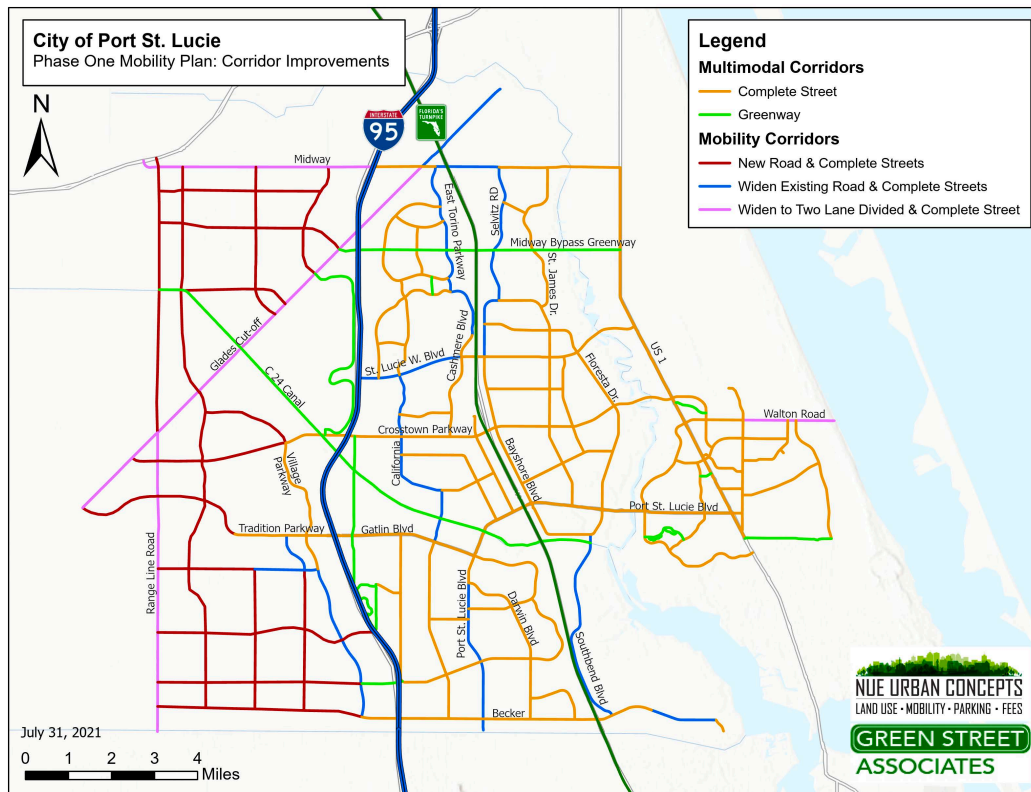 City of Port St. Lucie
Phase One Mobility Plan: Corridor Improvements
N
INTERSTATE
95
FLORIDA'S
TURNPIKE
Legend
Multimodal Corridors
Complete Street
Greenway
Mobility Corridors
New Road & Complete Streets
Widen Existing Road & Complete Streets
Widen to Two Lane Divided & Complete Street
Midway
East Torino Parkway
Selvitz RD
Midway Bypass Greenway
St. James Dr.
Glades Cut-off
C 24 Canal
St. Lucie W. Blvd
Cashmere Blvd
Floresta Dr.
US 1
Walton Road
Crosstown Parkway
Village
Parkway
California
Bayshore Blvd
Port St. Lucie Blvd
Tradition Parkway
Gatlin Blvd
Range Line Road
Port St. Lucie Blvd
Darwin Blvd
Southbend Blvd
Becker
July 31, 2021
0 1 2 3 4
Miles
NUE URBAN CONCEPTS
LAND USE • MOBILITY • PARKING • FEES
GREEN STREET
ASSOCIATES